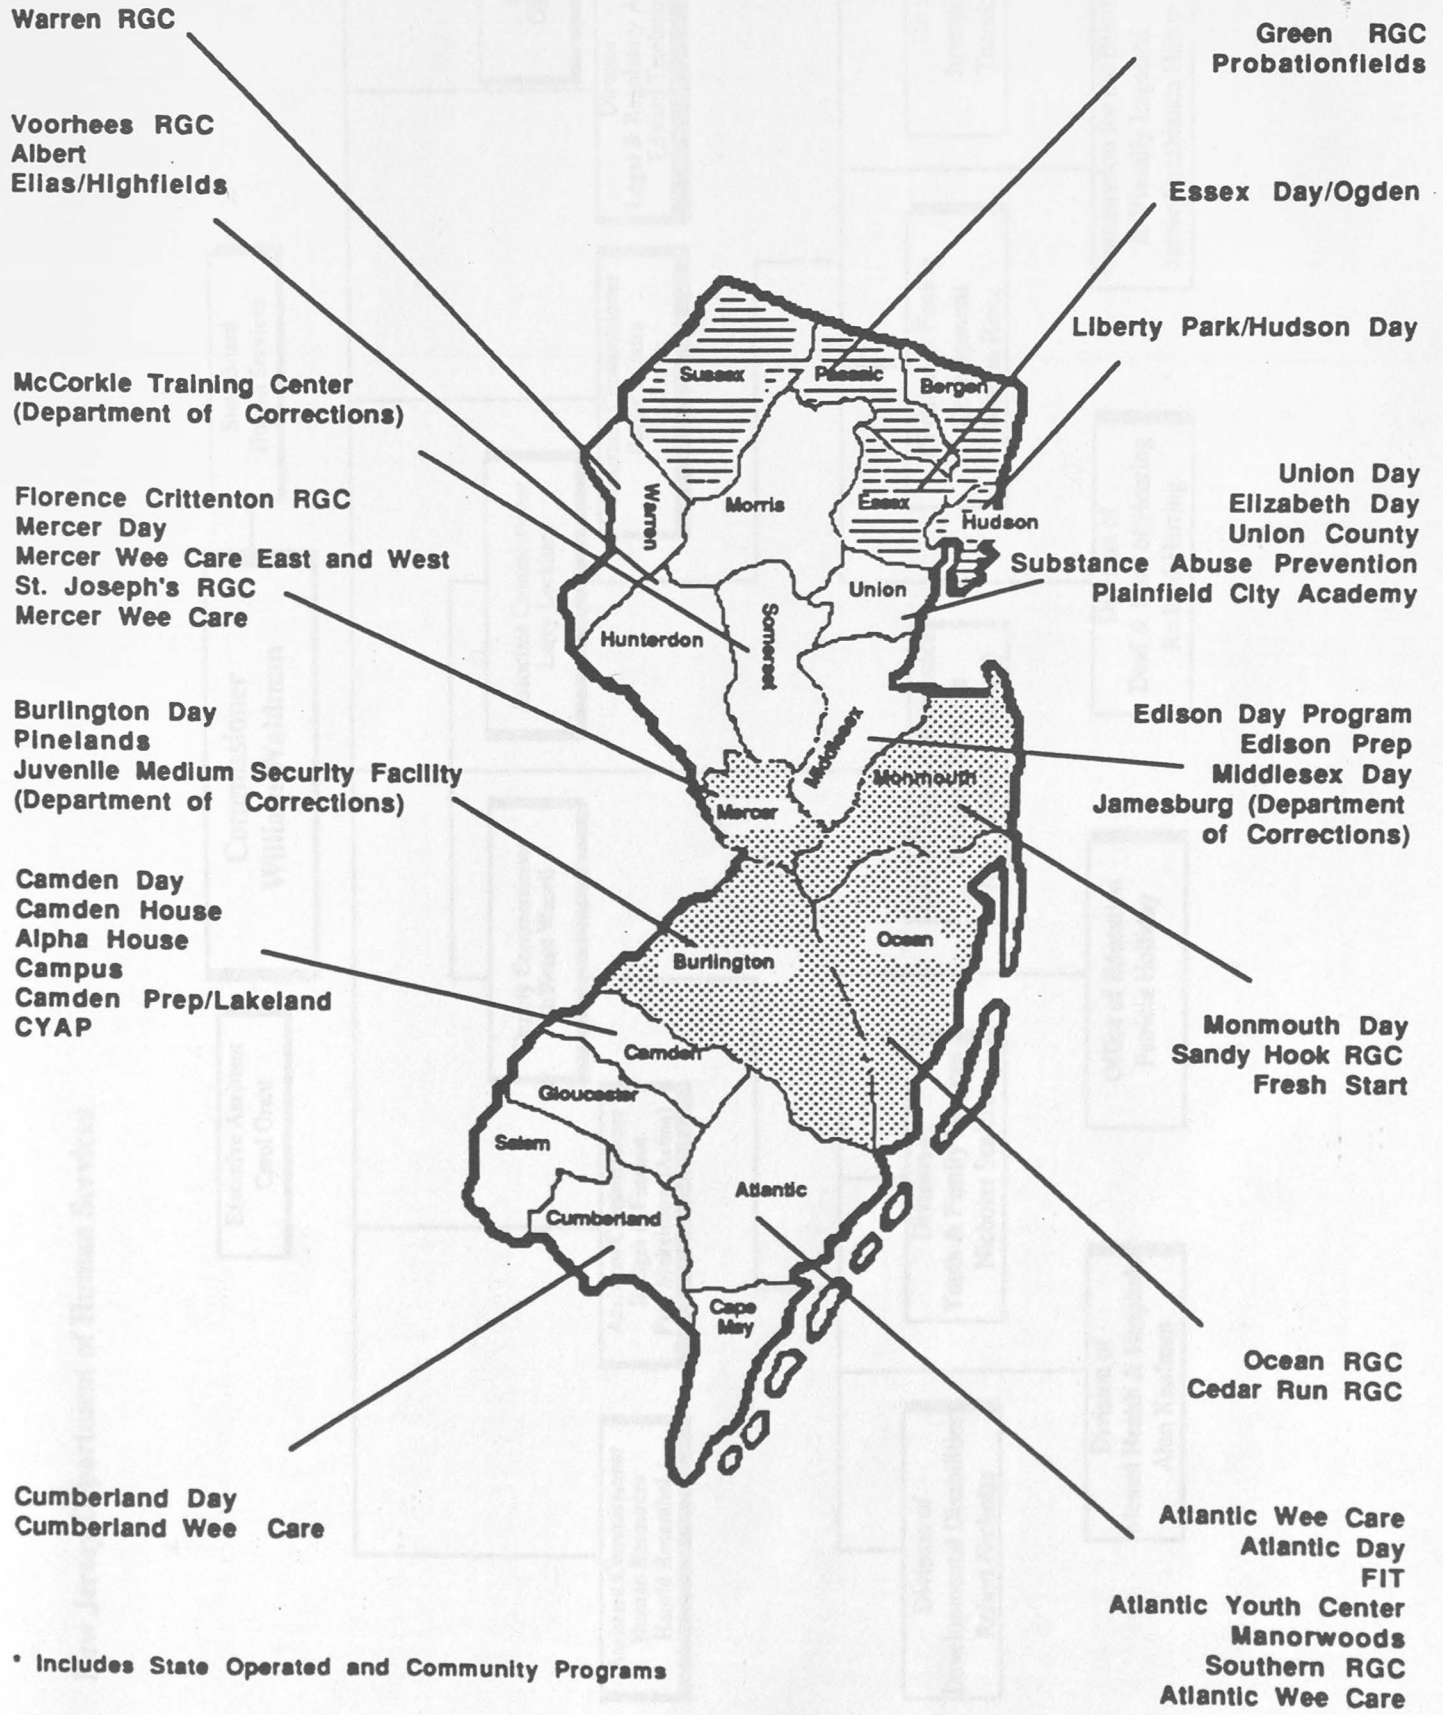 Warren RGC
Green RGC
Probationfields
Voorhees RGC
Albert
Elias/Highfields
Essex Day/Ogden
Liberty Park/Hudson Day
McCorkle Training Center
(Department of Corrections)
Union Day
Elizabeth Day
Union County
Substance Abuse Prevention
Plainfield City Academy
Florence Crittenton RGC
Mercer Day
Mercer Wee Care East and West
St. Joseph's RGC
Mercer Wee Care
Edison Day Program
Edison Prep
Middlesex Day
Jamesburg (Department
of Corrections)
Burlington Day
Pinelands
Juvenile Medium Security Facility
(Department of Corrections)
Camden Day
Camden House
Alpha House
Campus
Camden Prep/Lakeland
CYAP
Monmouth Day
Sandy Hook RGC
Fresh Start
Ocean RGC
Cedar Run RGC
Cumberland Day
Cumberland Wee Care
Atlantic Wee Care
Atlantic Day
FIT
Atlantic Youth Center
Manorwoods
Southern RGC
Atlantic Wee Care
Sussex
Passaic
Bergen
Warren
Morris
Essex
Hudson
Union
Hunterdon
Somerset
Middlesex
Monmouth
Mercer
Ocean
Burlington
Camden
Gloucester
Salem
Atlantic
Cumberland
Cape
May
* Includes State Operated and Community Programs